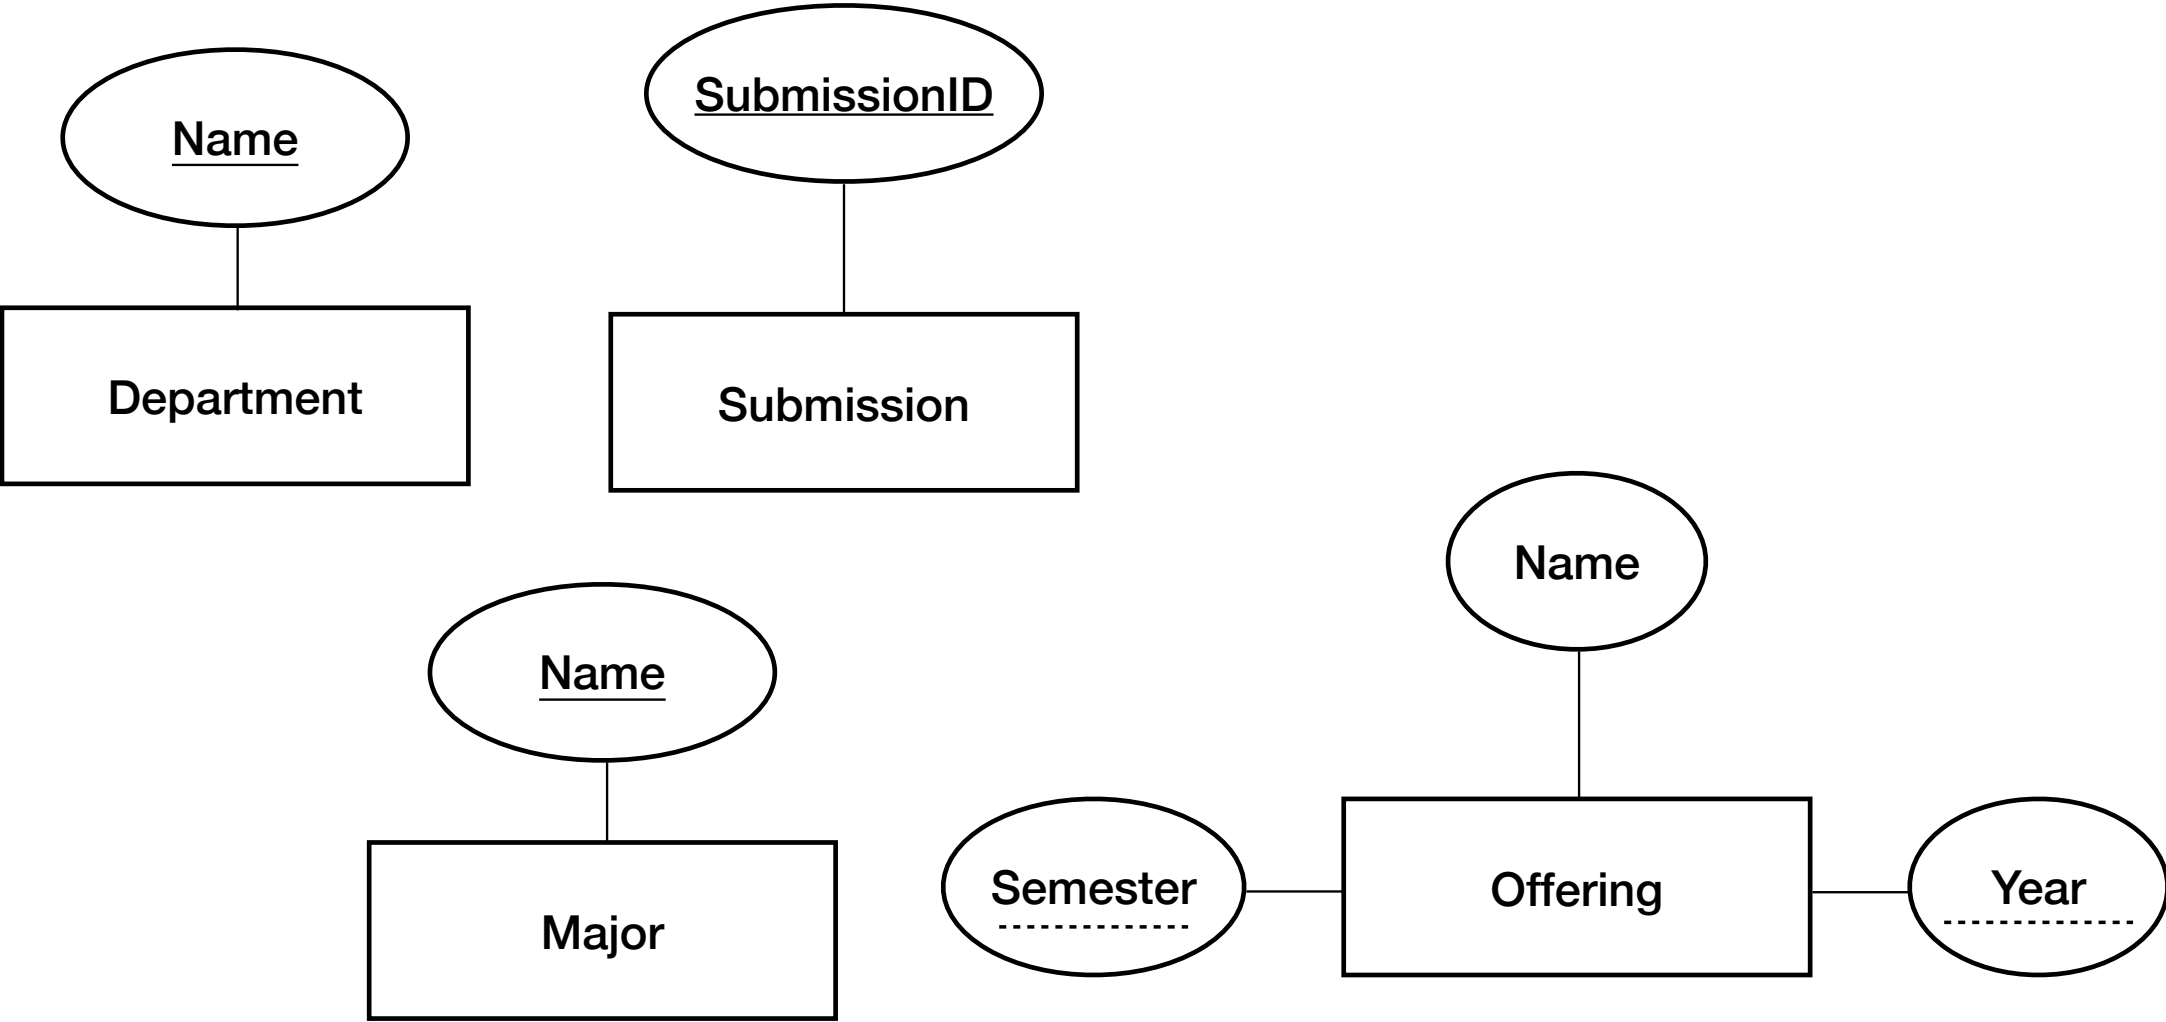 SubmissionID
Name
Department
Submission
Name
Name
Semester
Offering
Year
Major